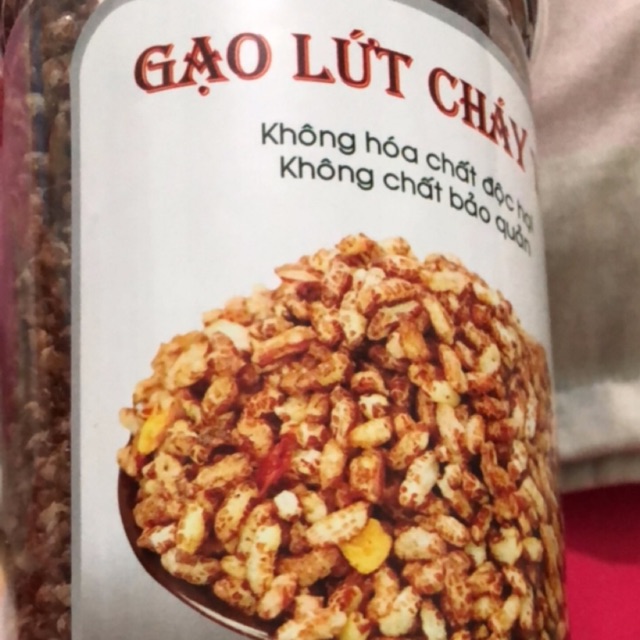 GẠO LỨT CHÁY
Không hóa chất độc hại
Không chất bảo quản